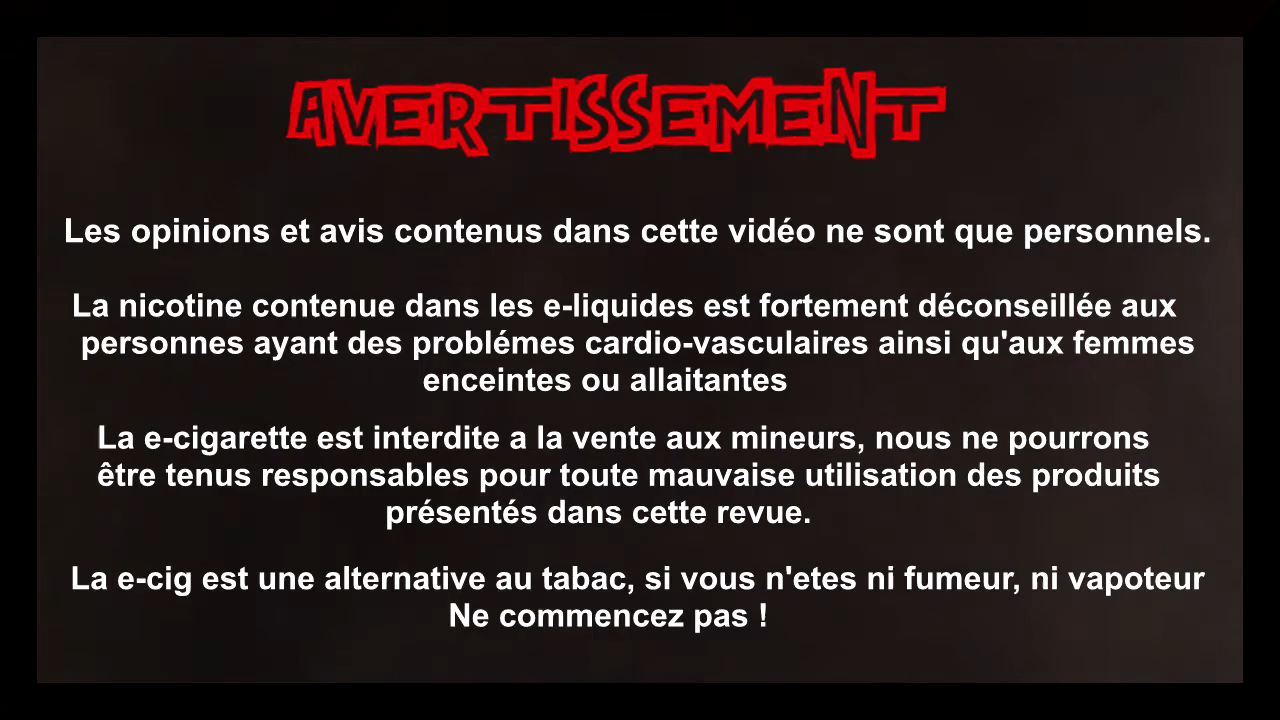 AVERTISSEMENT
Les opinions et avis contenus dans cette vidéo ne sont que personnels.
La nicotine contenue dans les e-liquides est fortement déconseillée aux
personnes ayant des problémes cardio-vasculaires ainsi qu'aux femmes
enceintes ou allaitantes
La e-cigarette est interdite a la vente aux mineurs, nous ne pourrons
être tenus responsables pour toute mauvaise utilisation des produits
présentés dans cette revue.
La e-cig est une alternative au tabac, si vous n'etes ni fumeur, ni vapoteur
Ne commencez pas !